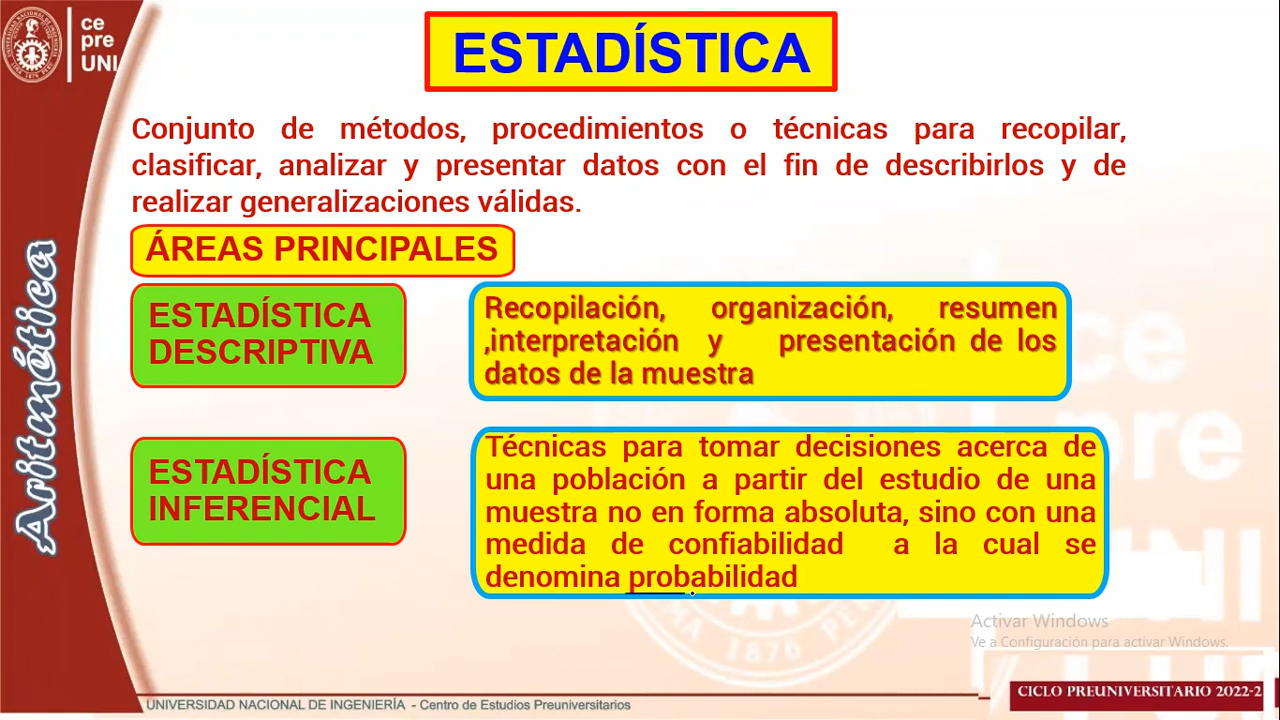 ce
pre
UNI
ESTADÍSTICA
Conjunto de métodos, procedimientos o técnicas para recopilar,
clasificar, analizar y presentar datos con el fin de describirlos y de
realizar generalizaciones válidas.
ÁREAS PRINCIPALES
ESTADÍSTICA
DESCRIPTIVA
Recopilación, organización, resumen
,interpretación y presentación de los
datos de la muestra
ESTADÍSTICA
INFERENCIAL
Técnicas para tomar decisiones acerca de
una población a partir del estudio de una
muestra no en forma absoluta, sino con una
medida de confiabilidad a la cual se
denomina probabilidad
Aritmética
ce
pre
UNI
1876
Activar Windows
Ve a Configuración para activar Windows.
UNIVERSIDAD NACIONAL DE INGENIERÍA - Centro de Estudios Preuniversitarios
CICLO PREUNIVERSITARIO 2022-2